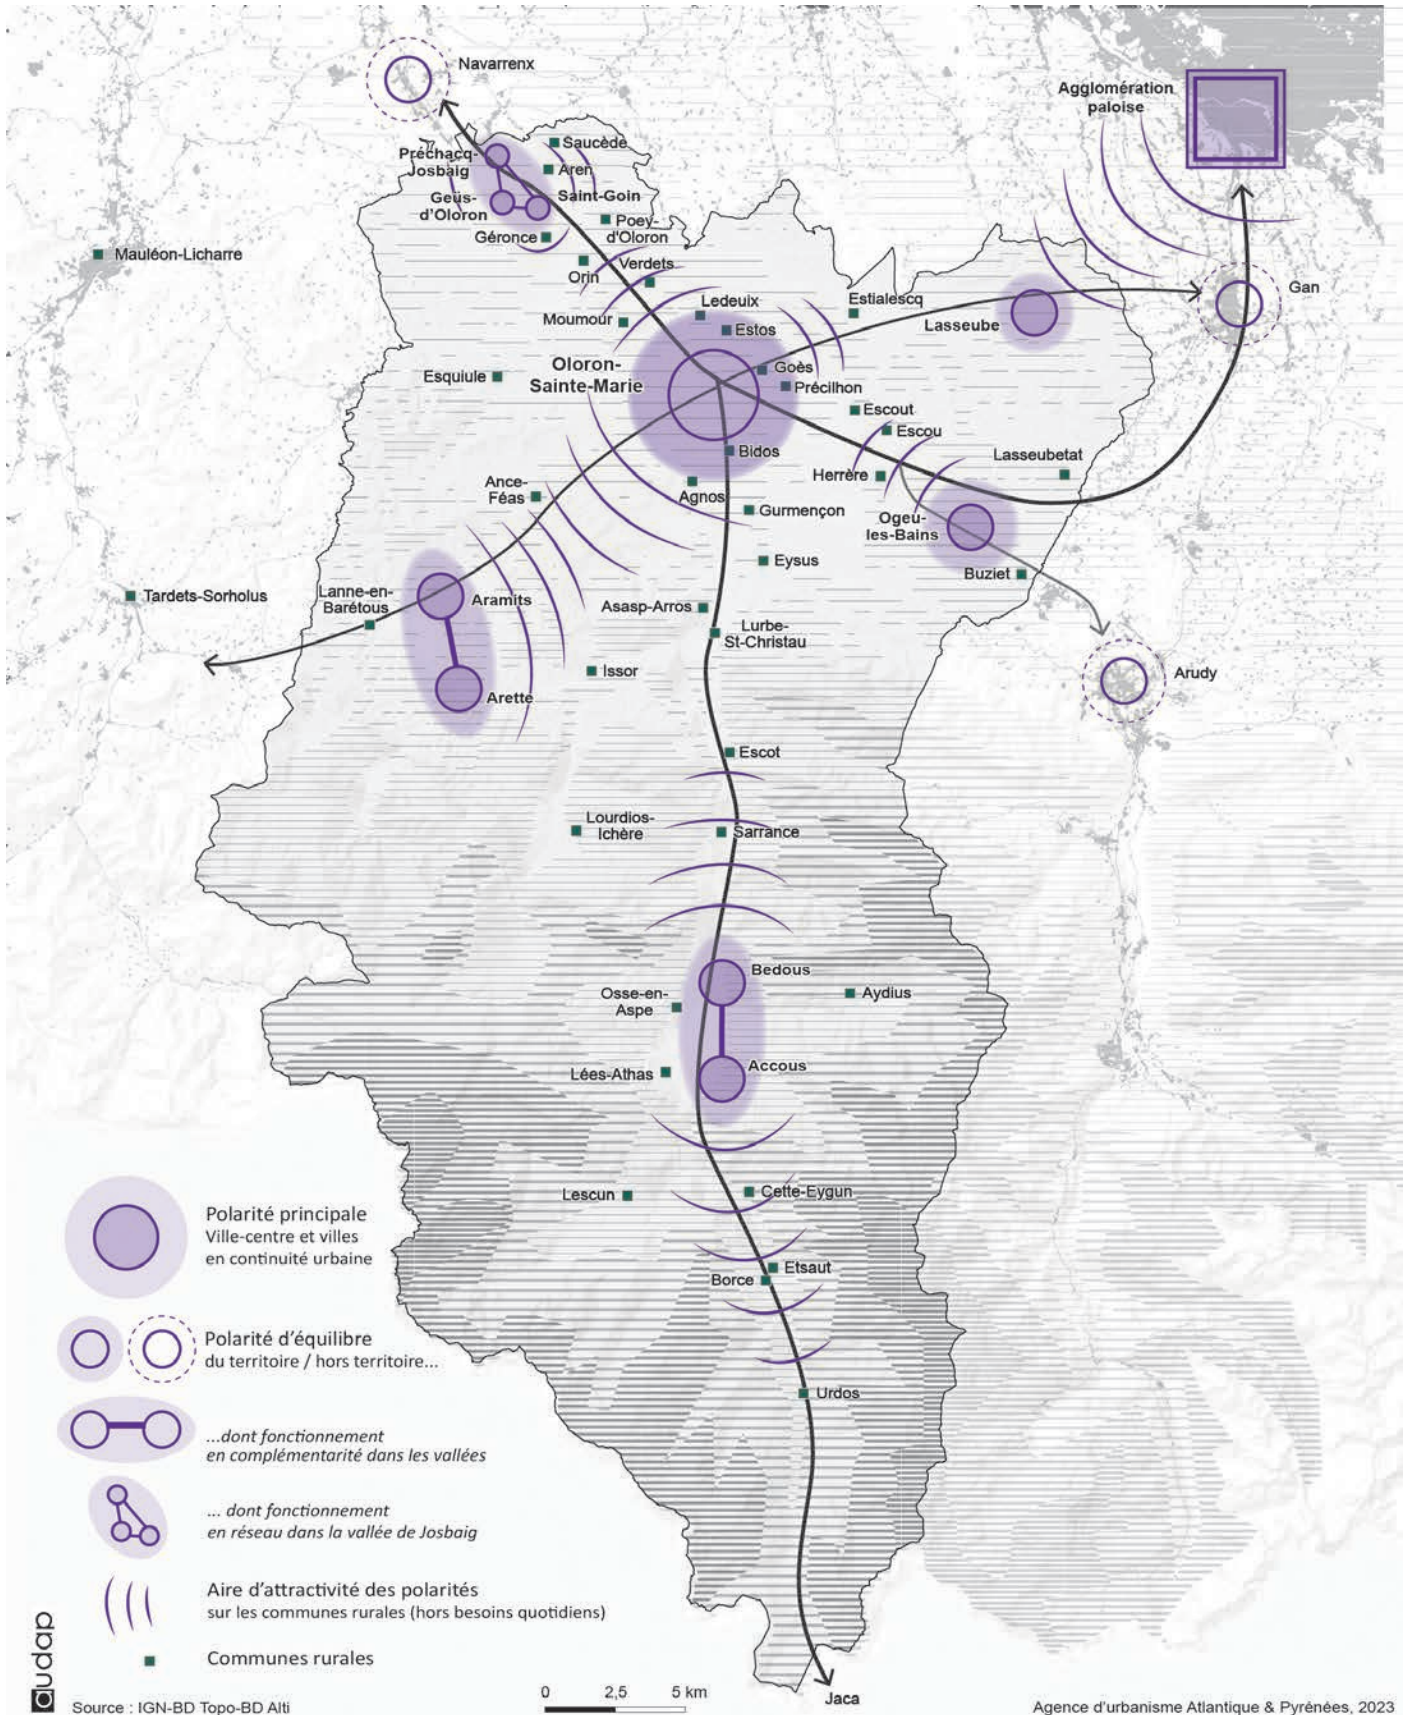 Navarrenx
Agglomération
paloise
Saucède
Préchacq-
Josbaig
Aren
Saint-Goin
Geüs-
d'Oloron
Poey-
d'Oloron
Géronce
Mauléon-Licharre
Orin
Verdets
Gan
Ledeuix
Estialescq
Moumour
Estos
Lasseube
Oloron-
Sainte-Marie
Goès
Esquiule
Précilhon
Escout
Escou
Bidos
Lasseubetat
Herrère
Ance-
Féas
Agnos
Gurmençon
Ogeu-
les-Bains
Eysus
Buziet
Tardets-Sorholus
Lanne-en-
Barétous
Aramits
Asasp-Arros
Lurbe-
St-Christau
Issor
Arudy
Arette
Escot
Lourdios-
Ichère
Sarrance
Bedous
Osse-en-
Aspe
Aydius
Accous
Lées-Athas
Lescun
Cette-Eygun
Etsaut
Borce
Urdos
Jaca
Polarité principale
Ville-centre et villes
en continuité urbaine
Polarité d'équilibre
du territoire / hors territoire...
...dont fonctionnement
en complémentarité dans les vallées
... dont fonctionnement
en réseau dans la vallée de Josbaig
Aire d'attractivité des polarités
sur les communes rurales (hors besoins quotidiens)
Communes rurales
audap
Source : IGN-BD Topo-BD Alti
0 2,5 5 km
Agence d'urbanisme Atlantique & Pyrénées, 2023